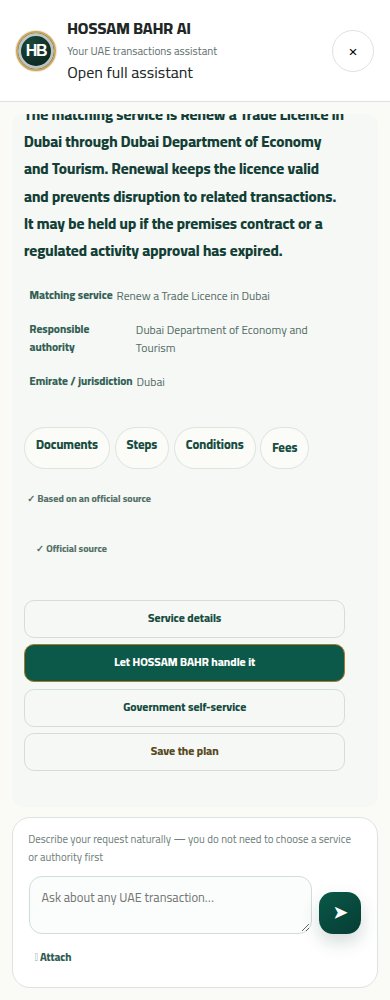 HOSSAM BAHR AI
HB
Your UAE transactions assistant
×
Open full assistant
The matching service is Renew a Trade Licence in
Dubai through Dubai Department of Economy
and Tourism. Renewal keeps the licence valid
and prevents disruption to related transactions.
It may be held up if the premises contract or a
regulated activity approval has expired.
Matching service Renew a Trade Licence in Dubai
Responsible authority
Dubai Department of Economy and Tourism
Emirate / jurisdiction Dubai
Documents Steps Conditions Fees
✓ Based on an official source
✓ Official source
Service details
Let HOSSAM BAHR handle it
Government self-service
Save the plan
Describe your request naturally — you do not need to choose a service
or authority first
Ask about any UAE transaction...
➤
Attach